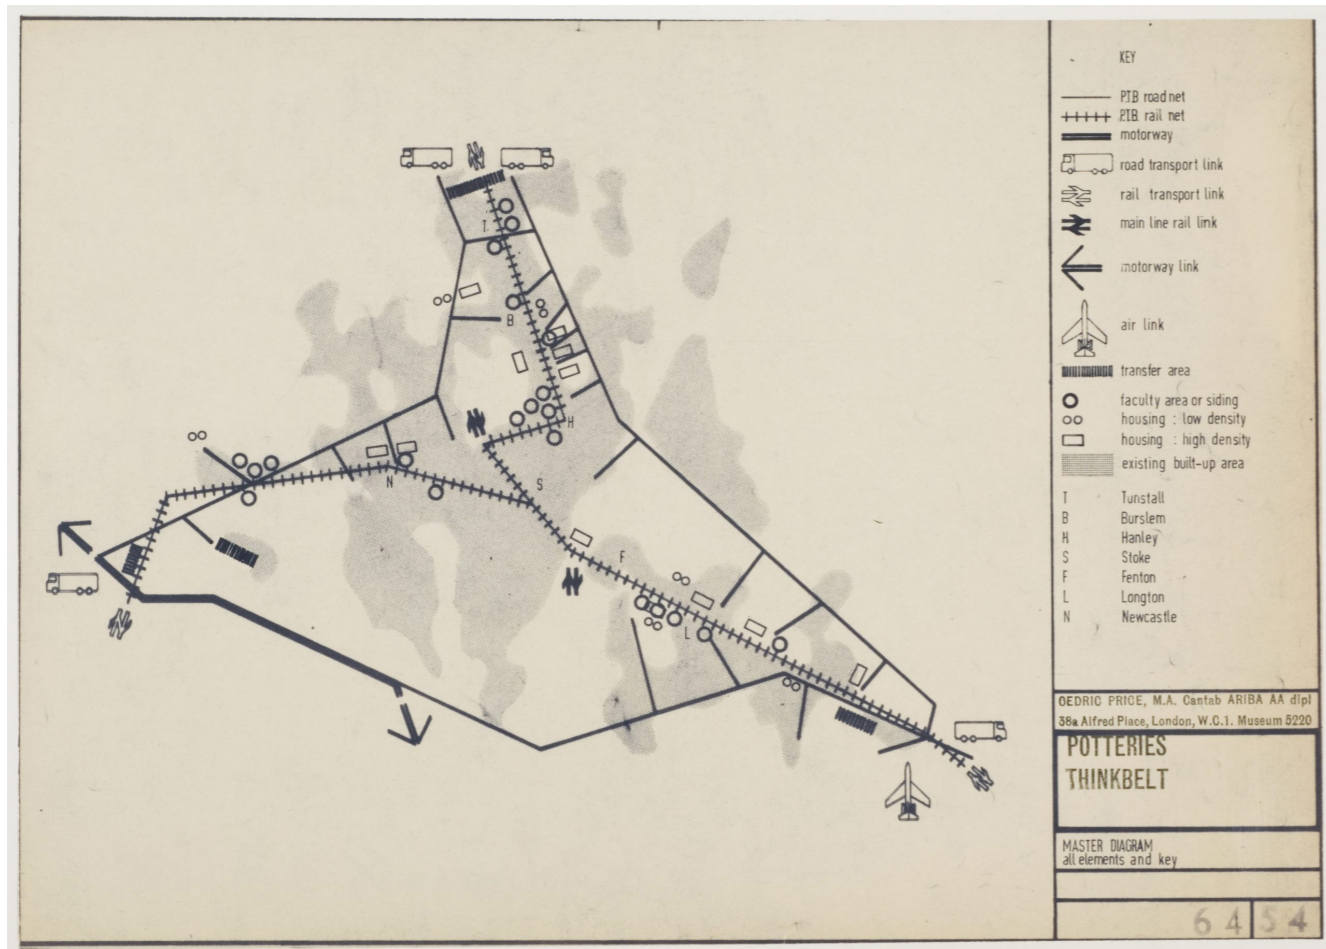 KEY
P.T.B road net
P.T.B. rail net
motorway
road transport link
rail transport link
main line rail link
motorway link
air link
transfer area
faculty area or siding
housing : low density
housing : high density
existing built-up area
T Tunstall
B Burslem
H Hanley
S Stoke
F Fenton
L Longton
N Newcastle
T
B
H
N
S
F
L
CEDRIC PRICE, M.A. Cantab ARIBA AA dipl
38a Alfred Place, London, W.C.1. Museum 5220
POTTERIES
THINKBELT
MASTER DIAGRAM
all elements and key
64 54